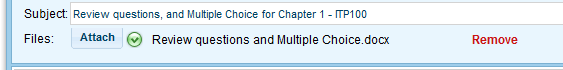 Subject: Review questions, and Multiple Choice for Chapter 1 - ITP100
Files: Attach Review questions and Multiple Choice.docx Remove